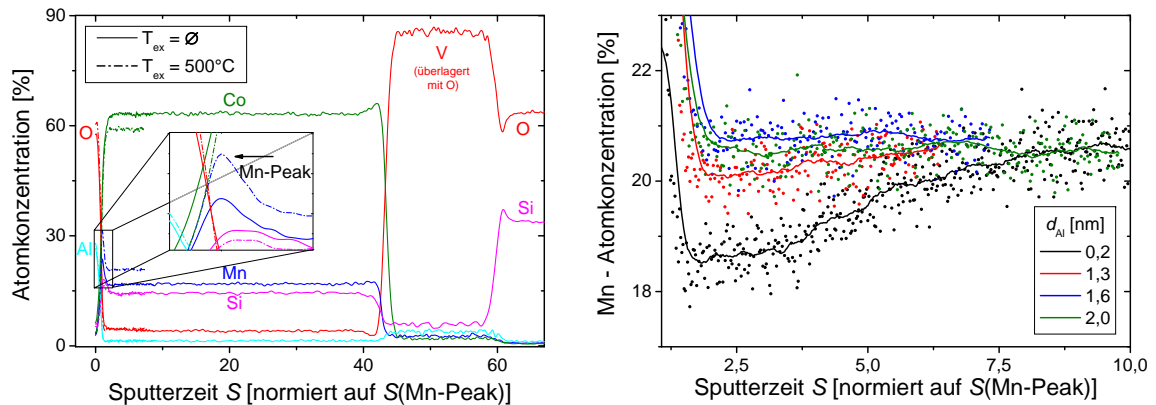 90
60
30
0
Atomkonzentration [%]
T_ex = Ø
T_ex = 500°C
Co
V
(überlagert
mit O)
O
O
Mn-Peak
Al
Mn
Si
Si
0 20 40 60
Sputterzeit S [normiert auf S(Mn-Peak)]
22
20
18
Mn - Atomkonzentration [%]
d_Al [nm]
0,2
1,3
1,6
2,0
2,5 5,0 7,5 10,0
Sputterzeit S [normiert auf S(Mn-Peak)]